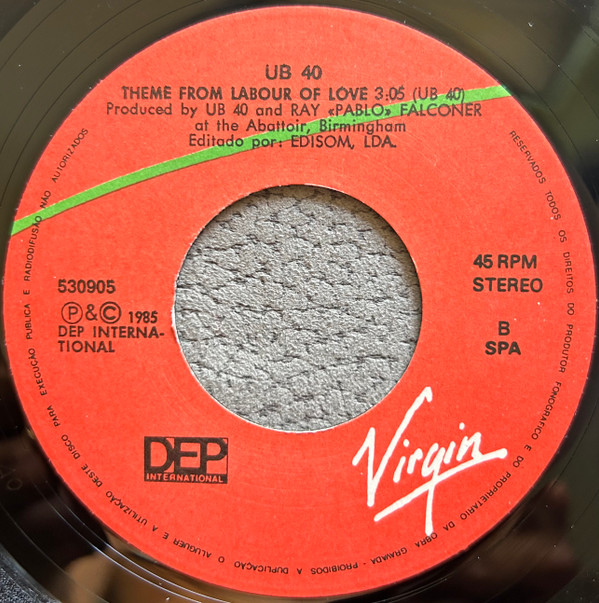 UB 40
THEME FROM LABOUR OF LOVE 3:05 (UB 40)
Produced by UB 40 and RAY «PABLO» FALCONER
at the Abattoir, Birmingham
Editado por: EDISOM, LDA.
530905
Ⓟ&© 1985
DEP INTERNA-
TIONAL
45 RPM
STEREO
B
SPA
DEP
INTERNATIONAL
Virgin
RESERVADOS TODOS OS DIREITOS DO PRODUTOR FONOGRÁFICO E DO PROPRIETÁRIO DA OBRA GRAVADA - PROIBIDOS A DUPLICAÇÃO O ALUGUER E A UTILIZAÇÃO DESTE DISCO PARA EXECUÇÃO PÚBLICA E RADIODIFUSÃO NÃO AUTORIZADOS